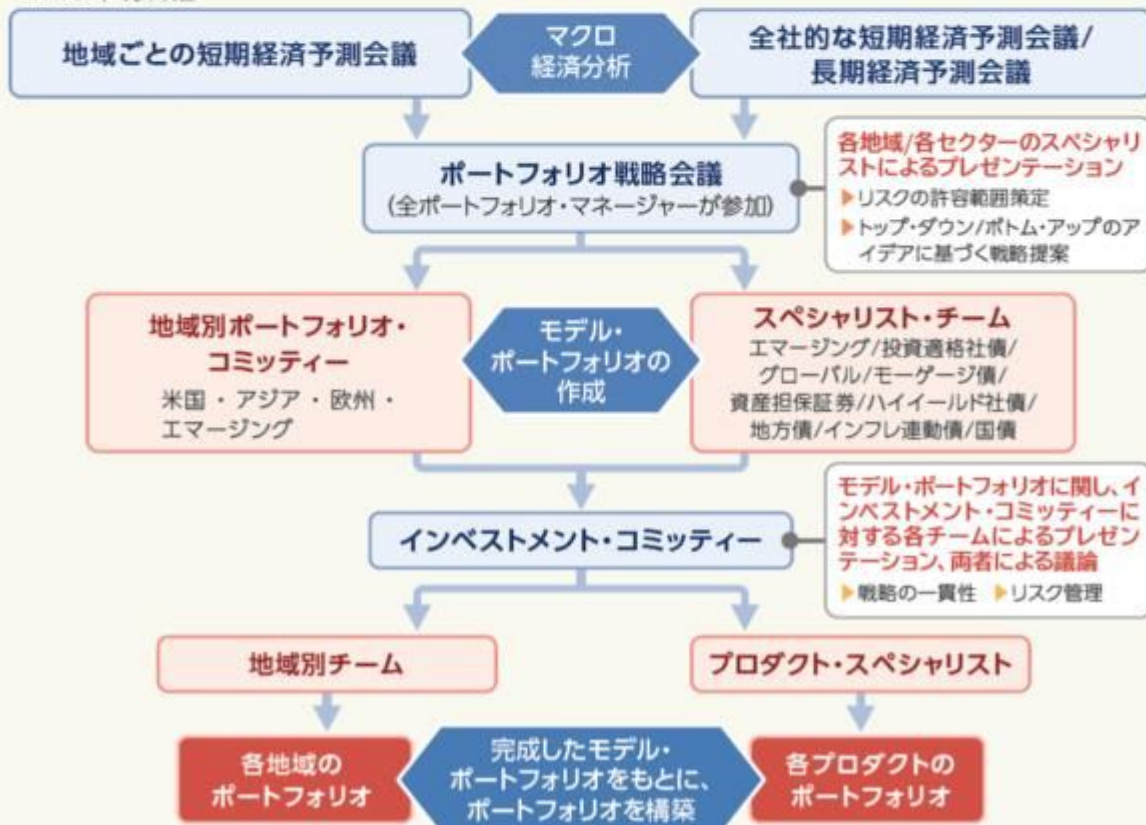 地域ごとの短期経済予測会議
マクロ
経済分析
全社的な短期経済予測会議/
長期経済予測会議
ポートフォリオ戦略会議
(全ポートフォリオ・マネージャーが参加)
各地域/各セクターのスペシャリ
ストによるプレゼンテーション
▶リスクの許容範囲策定
▶トップ・ダウン/ボトム・アップのア
イデアに基づく戦略提案
地域別ポートフォリオ・
コミッティー
米国・アジア・欧州・
エマージング
モデル・
ポートフォリオの
作成
スペシャリスト・チーム
エマージング/投資適格社債/
グローバル/モーゲージ債/
資産担保証券/ハイイールド社債/
地方債/インフレ連動債/国債
インベストメント・コミッティー
モデル・ポートフォリオに関し、イ
ンベストメント・コミッティーに
対する各チームによるプレゼン
テーション、両者による議論
▶戦略の一貫性 ▶リスク管理
地域別チーム
プロダクト・スペシャリスト
各地域の
ポートフォリオ
完成したモデル・
ポートフォリオをもとに、
ポートフォリオを構築
各プロダクトの
ポートフォリオ